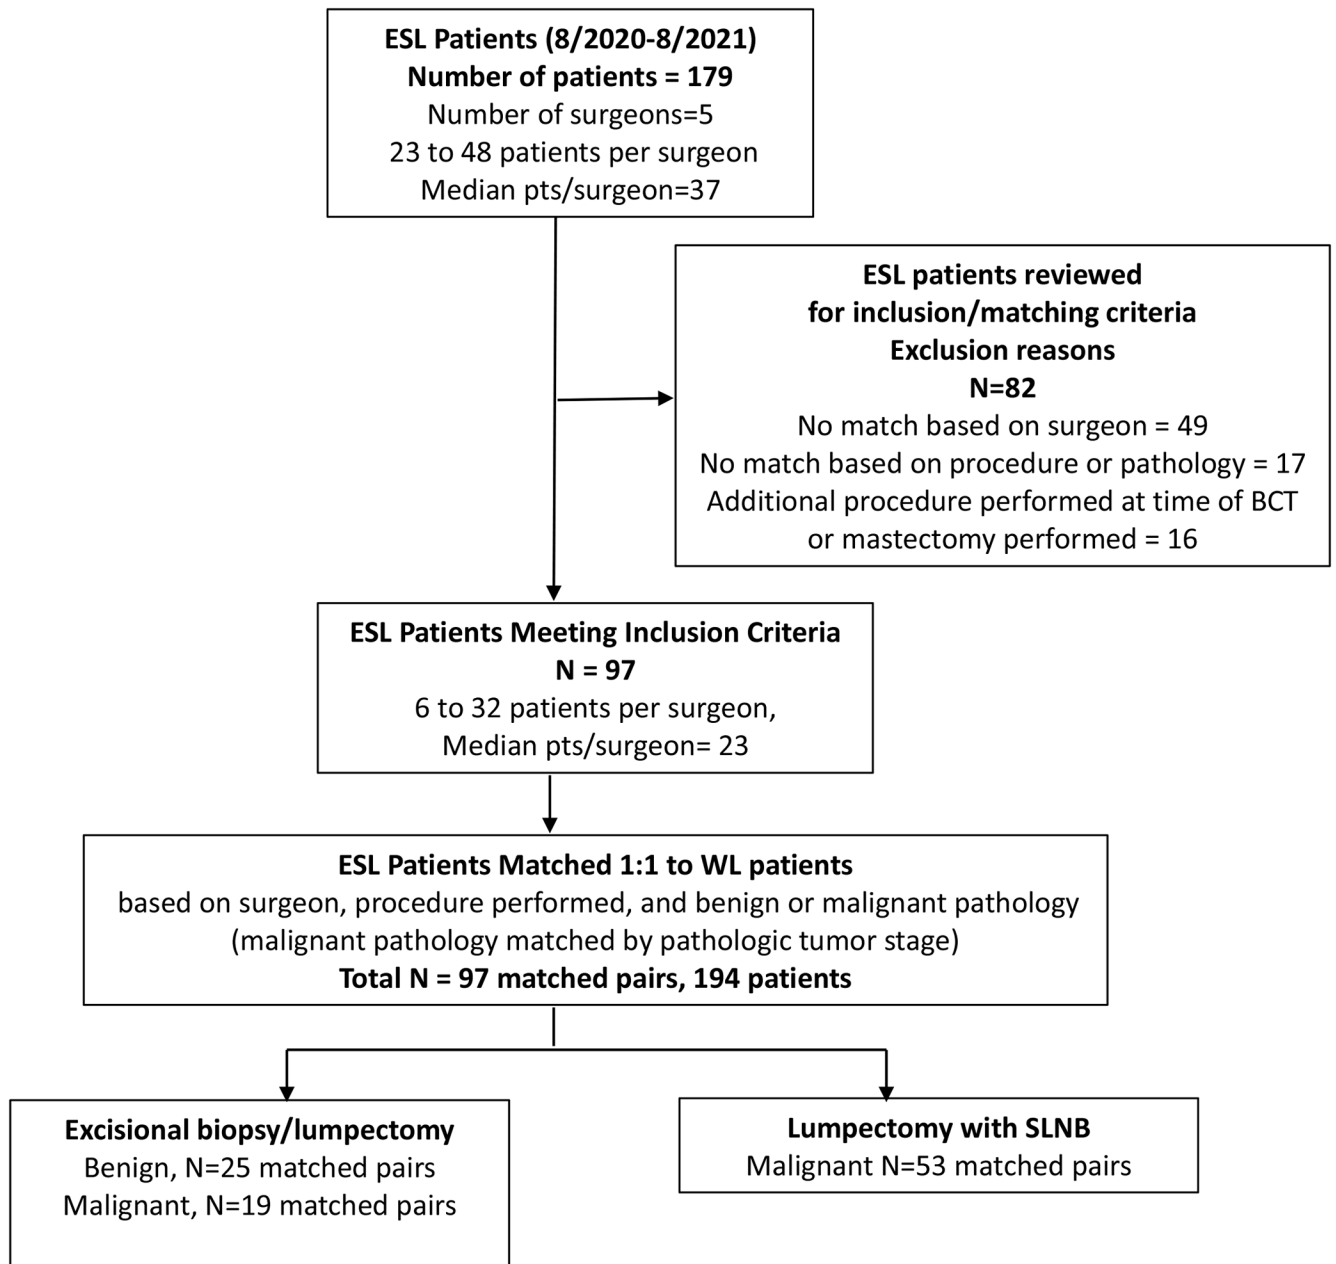 ESL Patients (8/2020-8/2021)
Number of patients = 179
Number of surgeons=5
23 to 48 patients per surgeon
Median pts/surgeon=37
ESL patients reviewed
for inclusion/matching criteria
Exclusion reasons
N=82
No match based on surgeon = 49
No match based on procedure or pathology = 17
Additional procedure performed at time of BCT
or mastectomy performed = 16
ESL Patients Meeting Inclusion Criteria
N = 97
6 to 32 patients per surgeon,
Median pts/surgeon= 23
ESL Patients Matched 1:1 to WL patients
based on surgeon, procedure performed, and benign or malignant pathology
(malignant pathology matched by pathologic tumor stage)
Total N = 97 matched pairs, 194 patients
Excisional biopsy/lumpectomy
Benign, N=25 matched pairs
Malignant, N=19 matched pairs
Lumpectomy with SLNB
Malignant N=53 matched pairs